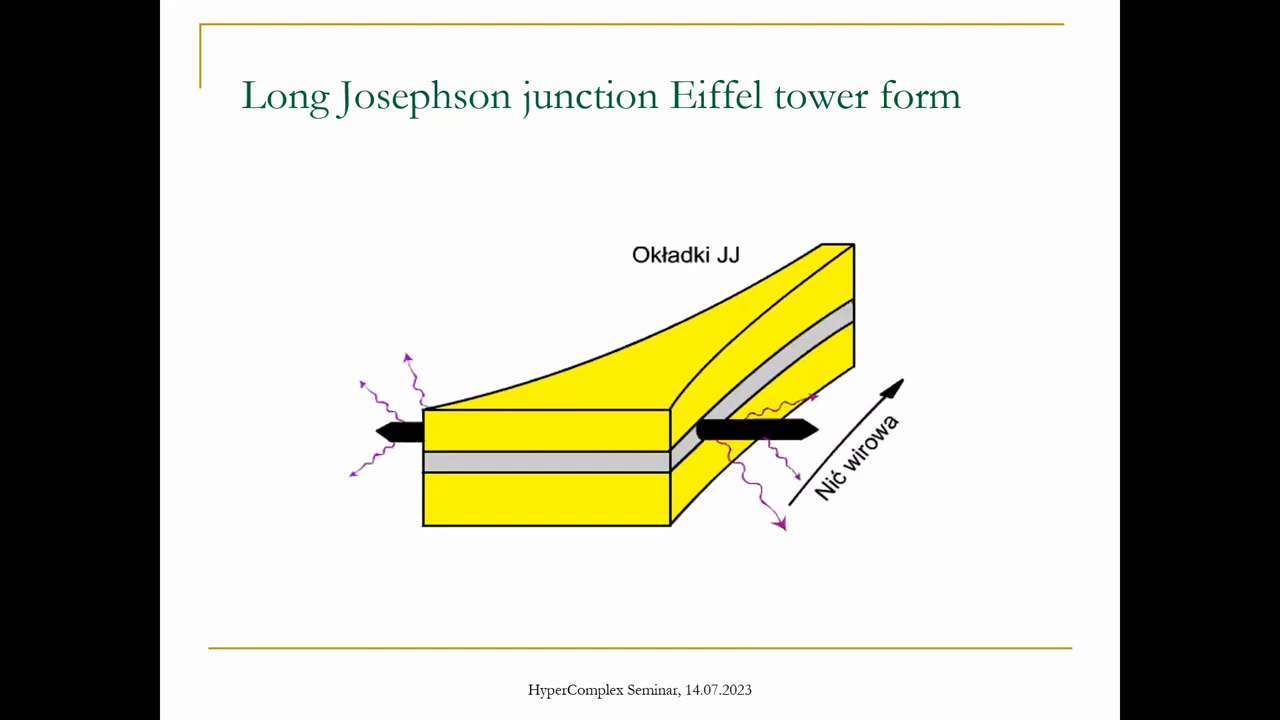 Long Josephson junction Eiffel tower form
Okładki JJ
Nić wirowa
HyperComplex Seminar, 14.07.2023